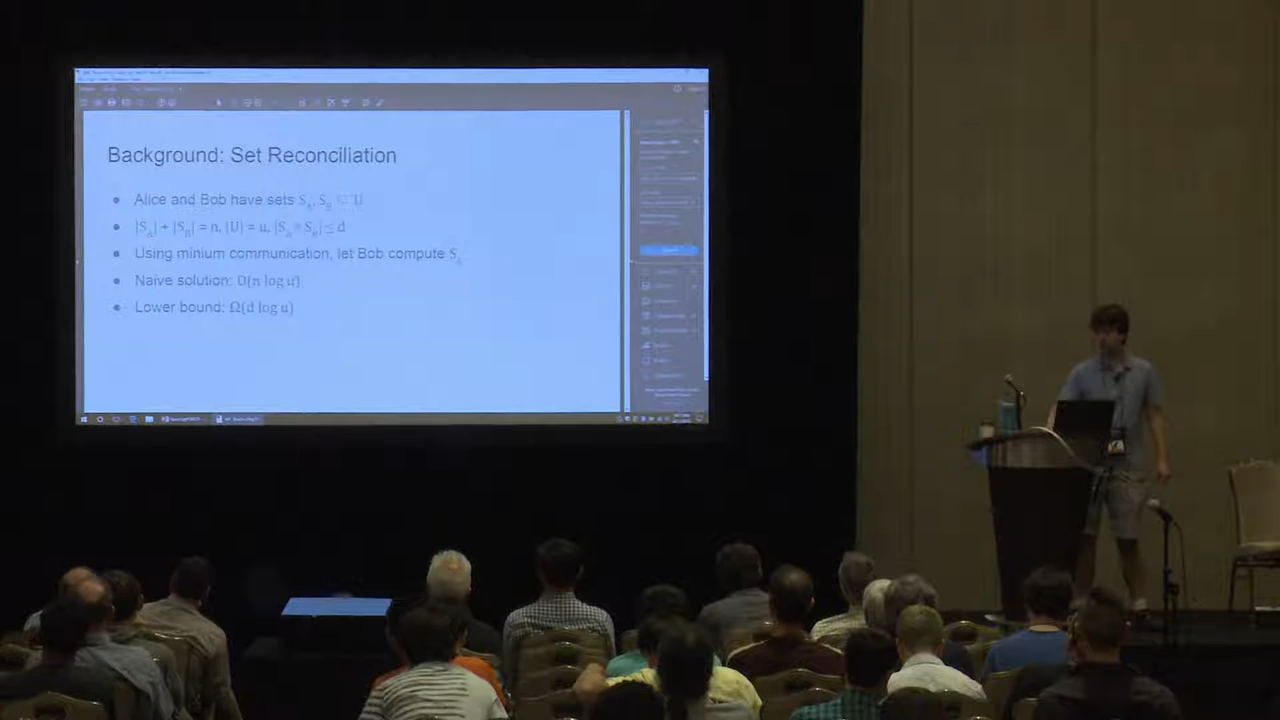 Background: Set Reconciliation
● Alice and Bob have sets S_A, S_B ⊆ U
● |S_A| + |S_B| = n, |U| = u, |S_A ⊕ S_B| ≤ d
● Using minium communication, let Bob compute S_A
● Naive solution: O(n log u)
● Lower bound: Ω(d log u)